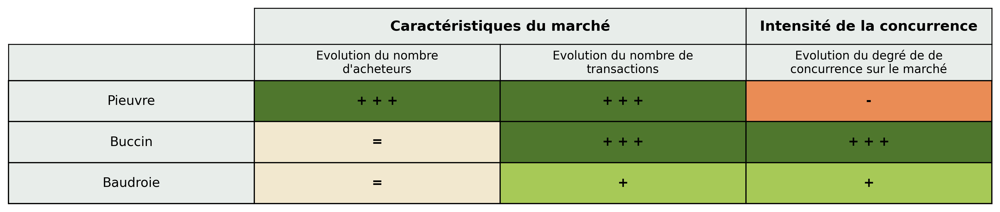 Caractéristiques du marché
Intensité de la concurrence
Evolution du nombre
d'acheteurs
Evolution du nombre de
transactions
Evolution du degré de de
concurrence sur le marché
Pieuvre
+ + +
+ + +
-
Buccin
=
+ + +
+ + +
Baudroie
=
+
+